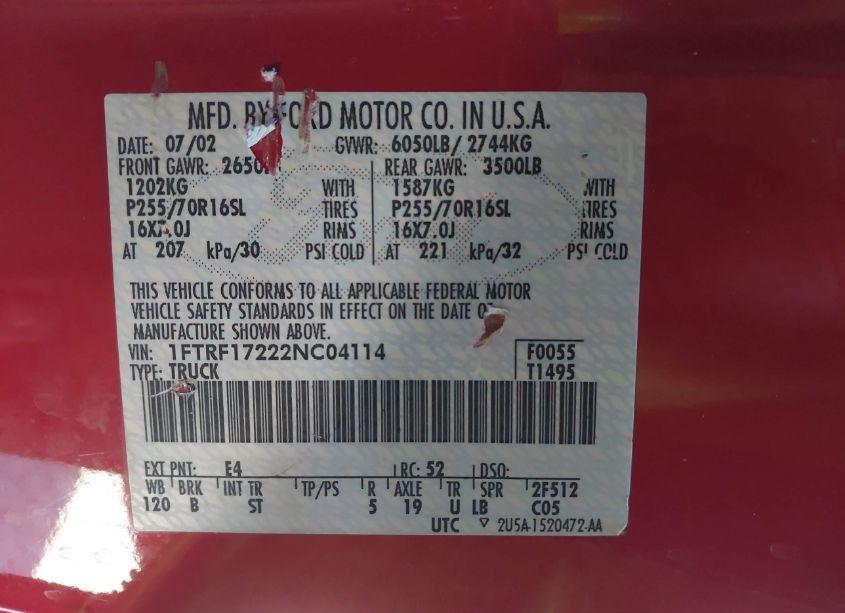 MFD. BY FORD MOTOR CO. IN U.S.A.
DATE: 07/02 GVWR: 6050LB/ 2744KG
FRONT GAWR: 2650LB REAR GAWR: 3500LB
1202KG WITH 1587KG WITH
P255/70R16SL TIRES P255/70R16SL TIRES
16X7.0J RIMS 16X7.0J RIMS
AT 207 kPa/30 PSI COLD AT 221 kPa/32 PSI COLD
THIS VEHICLE CONFORMS TO ALL APPLICABLE FEDERAL MOTOR
VEHICLE SAFETY STANDARDS IN EFFECT ON THE DATE OF
MANUFACTURE SHOWN ABOVE.
VIN: 1FTRF17222NC04114 F0055
TYPE: TRUCK T1495
EXT PNT: E4 RC: 52 DSO:
WB BRK INT TR TP/PS R AXLE TR SPR 2F512
120 B ST 5 19 U LB C05
UTC ▽ 2U5A-1520472-AA